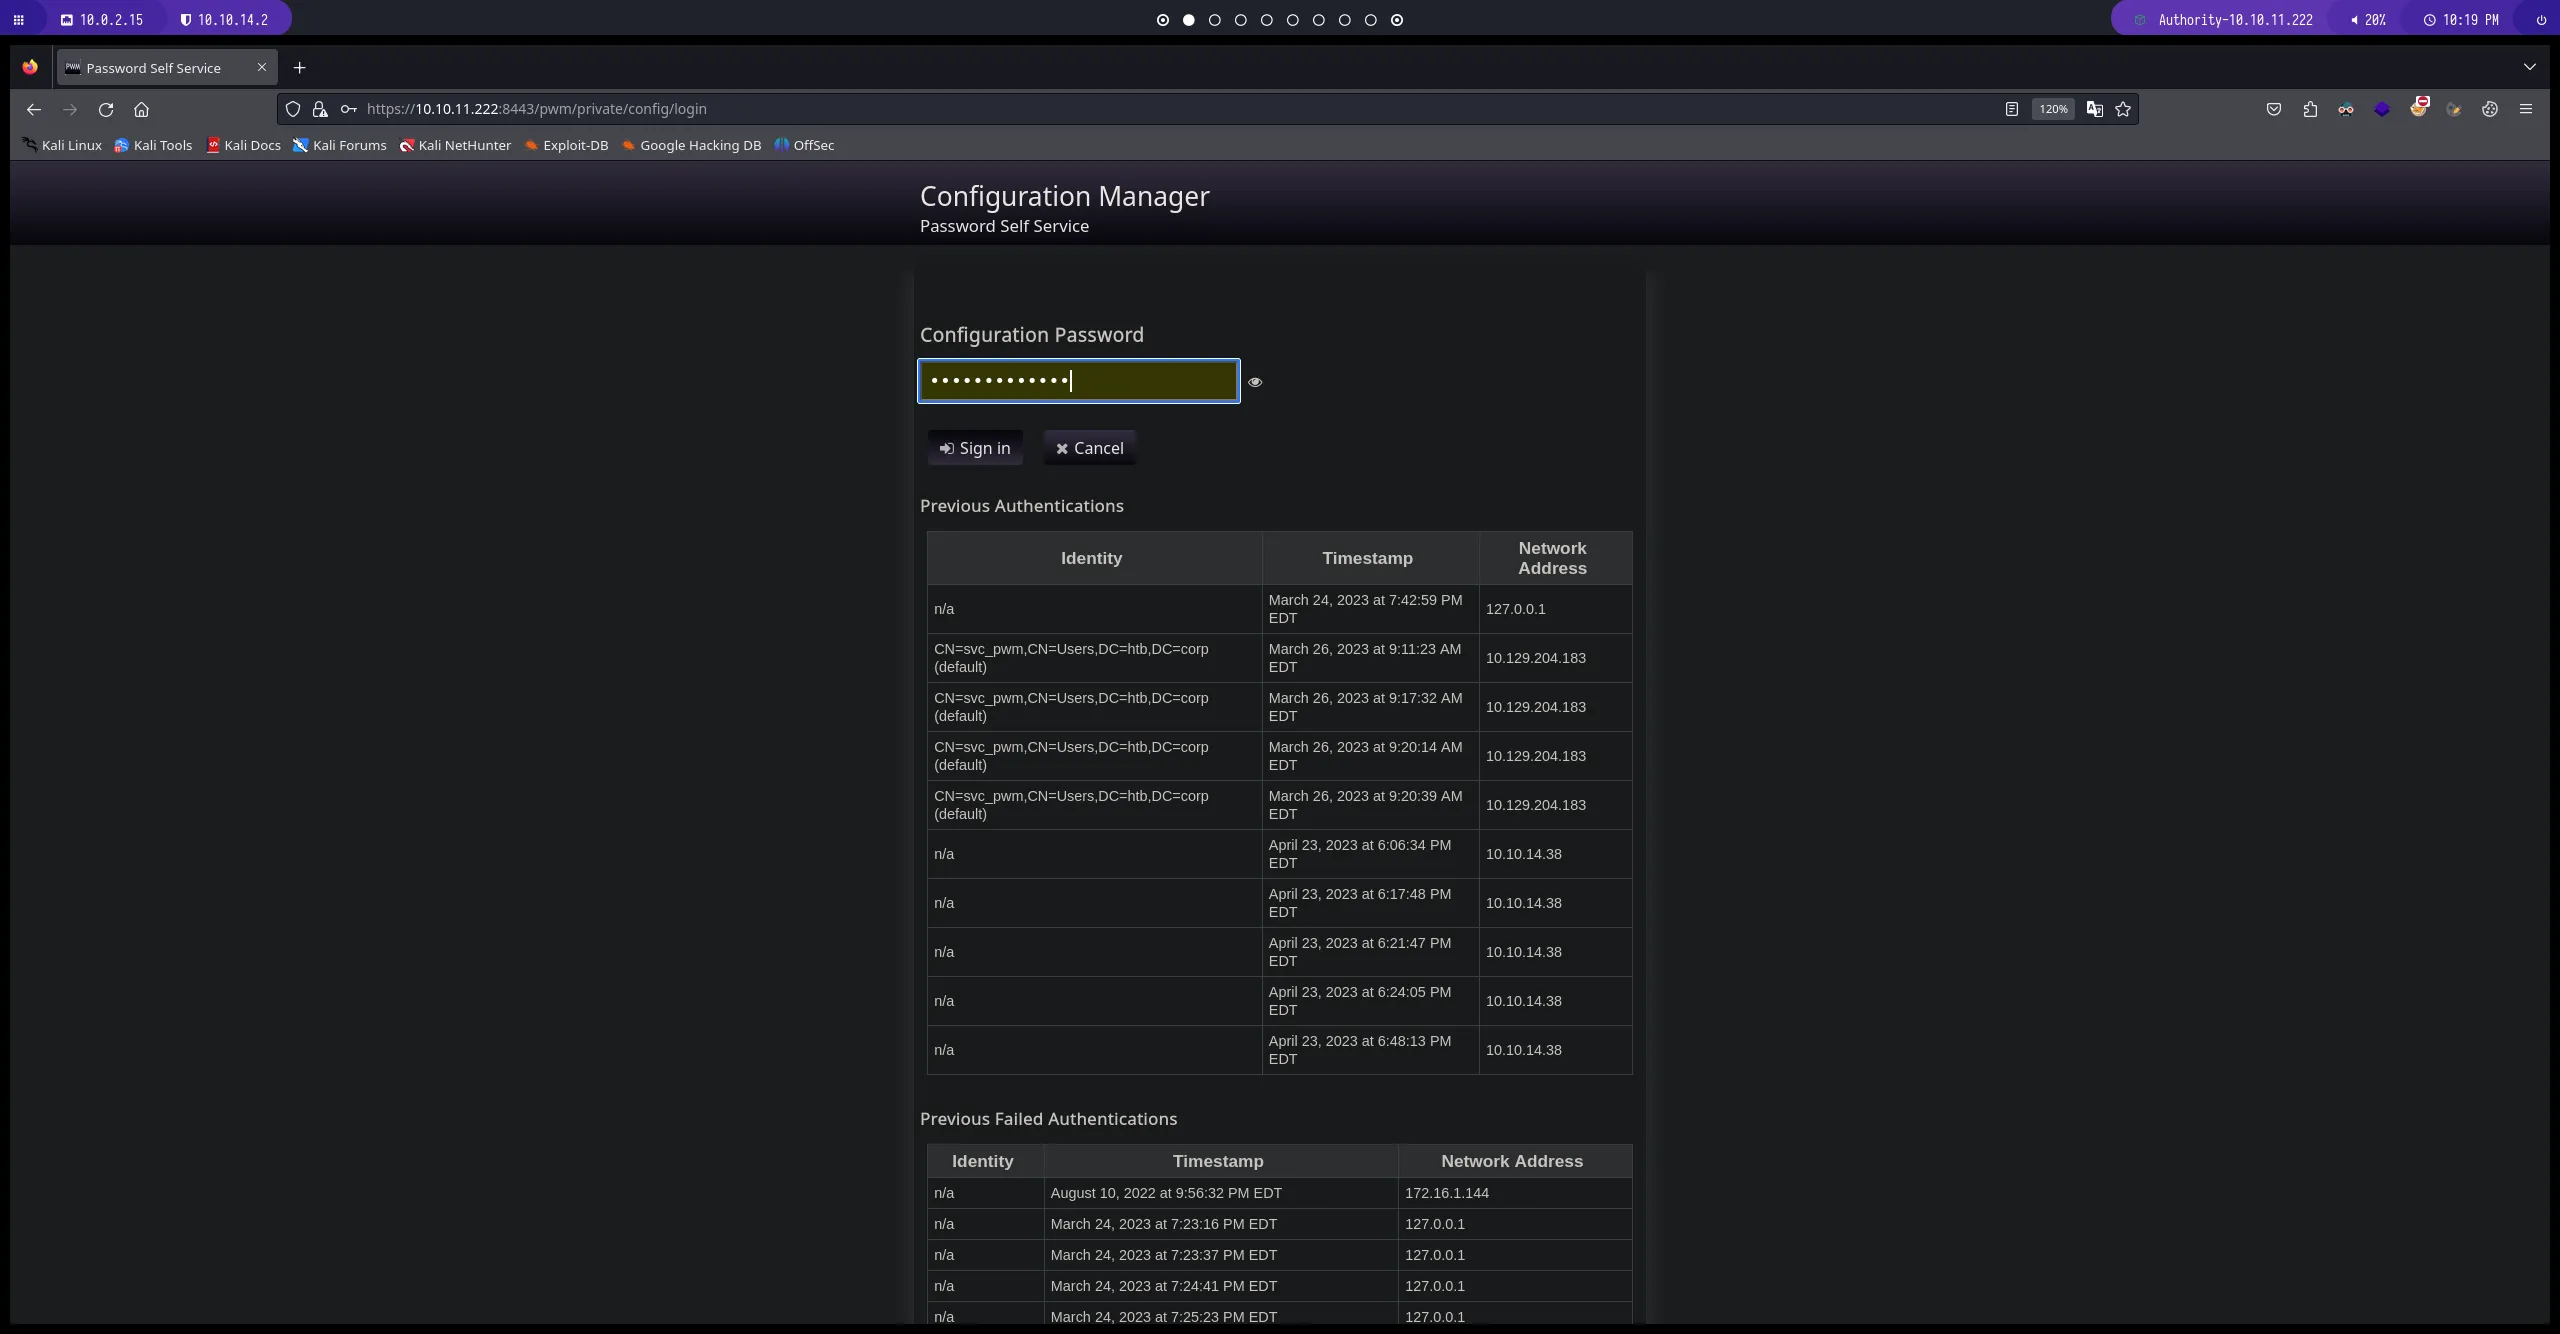 10.0.2.15 10.10.14.2 Authority-10.10.11.222 20% 10:19 PM
PWM Password Self Service
https://10.10.11.222:8443/pwm/private/config/login 120%
Kali Linux Kali Tools Kali Docs Kali Forums Kali NetHunter Exploit-DB Google Hacking DB OffSec
Configuration Manager
Password Self Service
Configuration Password
Sign in Cancel
Previous Authentications
Identity Timestamp Network
Address
n/a March 24, 2023 at 7:42:59 PM
EDT 127.0.0.1
CN=svc_pwm,CN=Users,DC=htb,DC=corp
(default) March 26, 2023 at 9:11:23 AM
EDT 10.129.204.183
CN=svc_pwm,CN=Users,DC=htb,DC=corp
(default) March 26, 2023 at 9:17:32 AM
EDT 10.129.204.183
CN=svc_pwm,CN=Users,DC=htb,DC=corp
(default) March 26, 2023 at 9:20:14 AM
EDT 10.129.204.183
CN=svc_pwm,CN=Users,DC=htb,DC=corp
(default) March 26, 2023 at 9:20:39 AM
EDT 10.129.204.183
n/a April 23, 2023 at 6:06:34 PM
EDT 10.10.14.38
n/a April 23, 2023 at 6:17:48 PM
EDT 10.10.14.38
n/a April 23, 2023 at 6:21:47 PM
EDT 10.10.14.38
n/a April 23, 2023 at 6:24:05 PM
EDT 10.10.14.38
n/a April 23, 2023 at 6:48:13 PM
EDT 10.10.14.38
Previous Failed Authentications
Identity Timestamp Network Address
n/a August 10, 2022 at 9:56:32 PM EDT 172.16.1.144
n/a March 24, 2023 at 7:23:16 PM EDT 127.0.0.1
n/a March 24, 2023 at 7:23:37 PM EDT 127.0.0.1
n/a March 24, 2023 at 7:24:41 PM EDT 127.0.0.1
n/a March 24, 2023 at 7:25:23 PM EDT 127.0.0.1